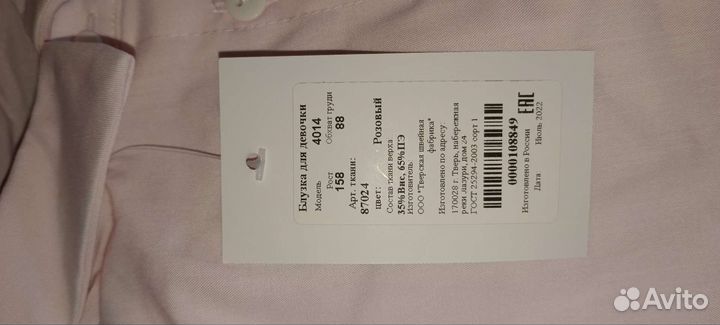 Блузка для девочки
Модель 4014
Рост Обхват груди
158 88
Арт. ткани:
87024
цвет: Розовый
Состав ткани верха
35%Вис, 65%ПЭ
Изготовитель
ООО "Тверская швейная
фабрика"
Изготовлено по адресу:
170028 г. Тверь, набережная
реки Лазури, дом 24
ГОСТ 25294-2003 сорт 1
0000108849
EAC
Изготовлено в России
Дата Июль 2022
Avito